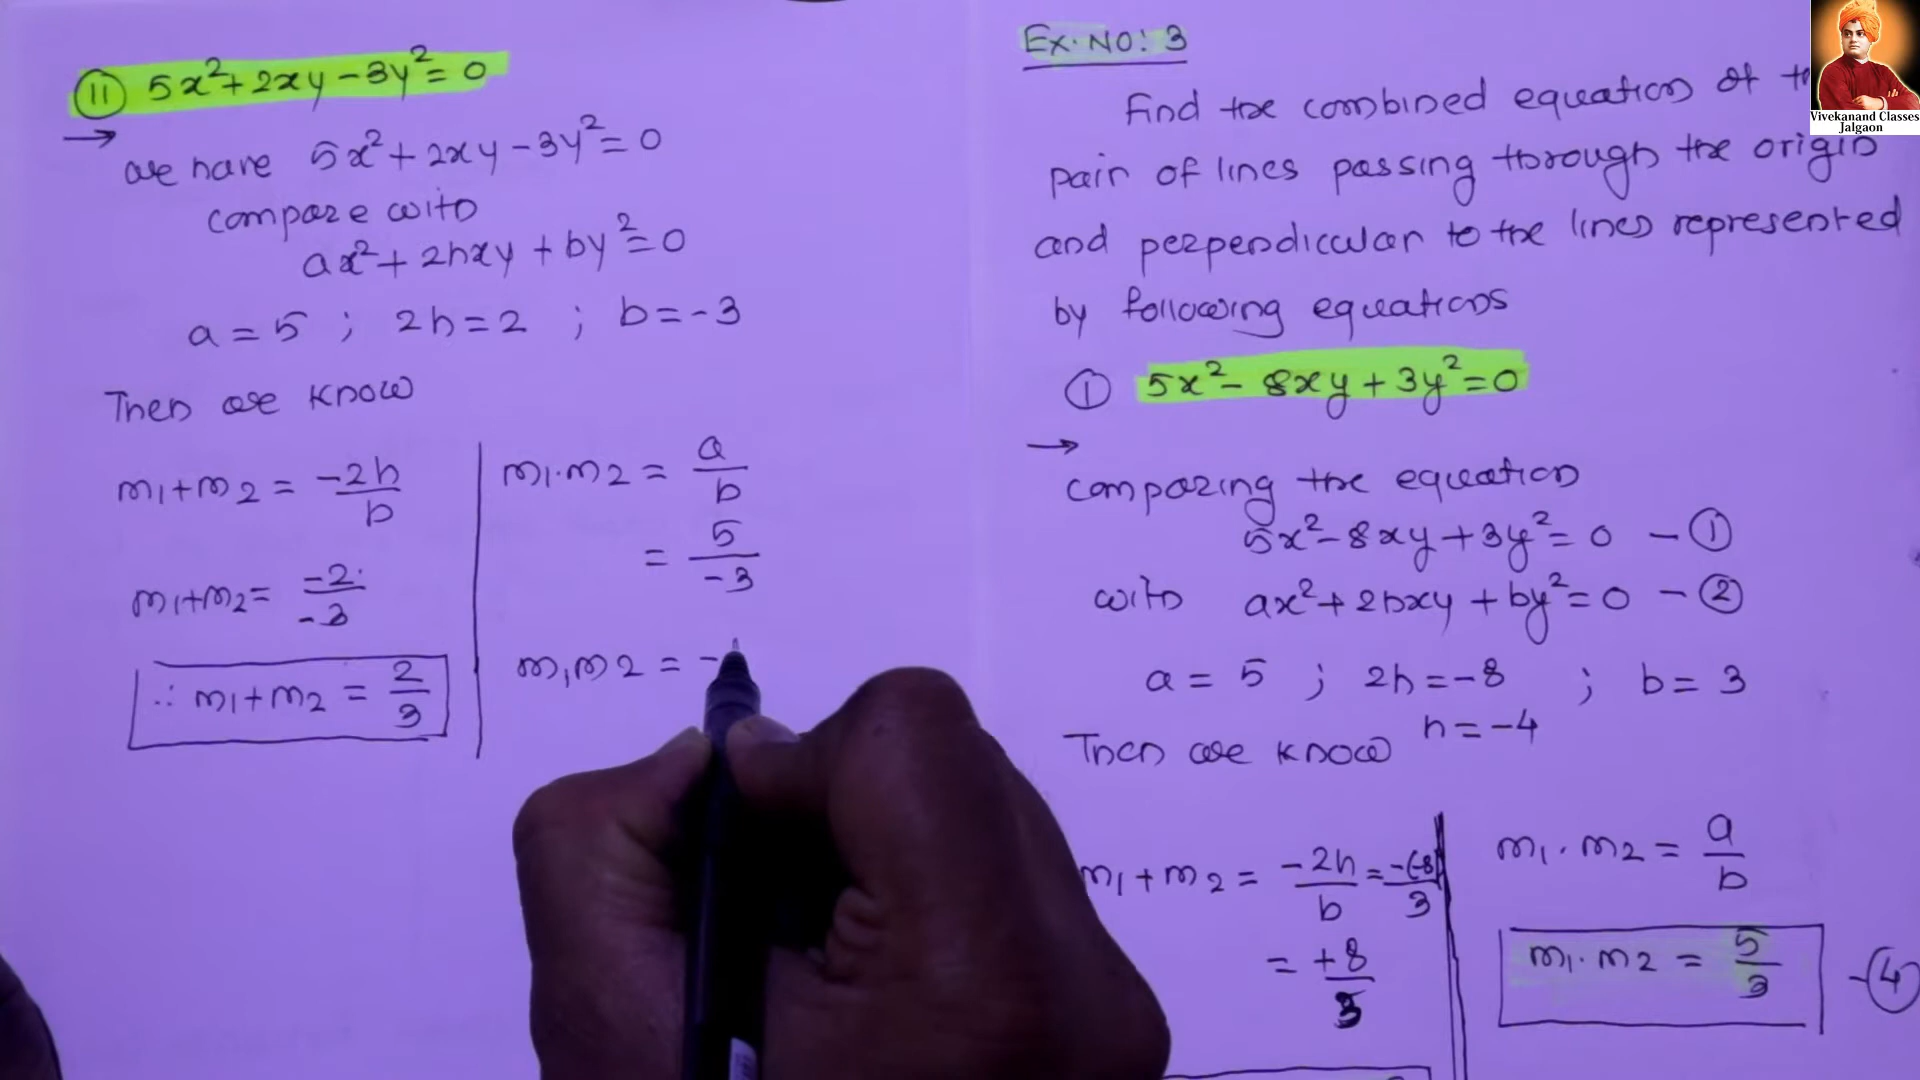 (11) 5x²+2xy-3y²=0
→ we have 5x²+2xy-3y²=0
compare with
ax²+2hxy+by²=0
a=5 ; 2h=2 ; b=-3
Then we know
m1+m2 = -2h/b
m1+m2 = -2/-3
∴ m1+m2 = 2/3
m1.m2 = a/b
= 5/-3
m1m2 = -
Ex.NO: 3
Find the combined equation of
pair of lines passing through the origin
and perpendicular to the lines represented
by following equations
① 5x²-8xy+3y²=0
→
comparing the equation
5x²-8xy+3y²=0 - ①
with ax²+2hxy+by²=0 - ②
a=5 ; 2h=-8 ; b=3
h=-4
Then we know
m1+m2 = -2h/b = -(-8)/3
= +8/3
m1.m2 = a/b
m1.m2 = 5/3 - ④
Vivekanand Classes
Jalgaon